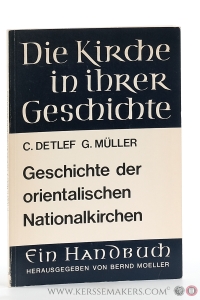 Die Kirche
in ihrer
Geschichte
C. DETLEF G. MÜLLER
Geschichte der
orientalischen
Nationalkirchen
Ein Handbuch
HERAUSGEGEBEN VON BERND MOELLER
© WWW.KERSSEMAKERS.COM